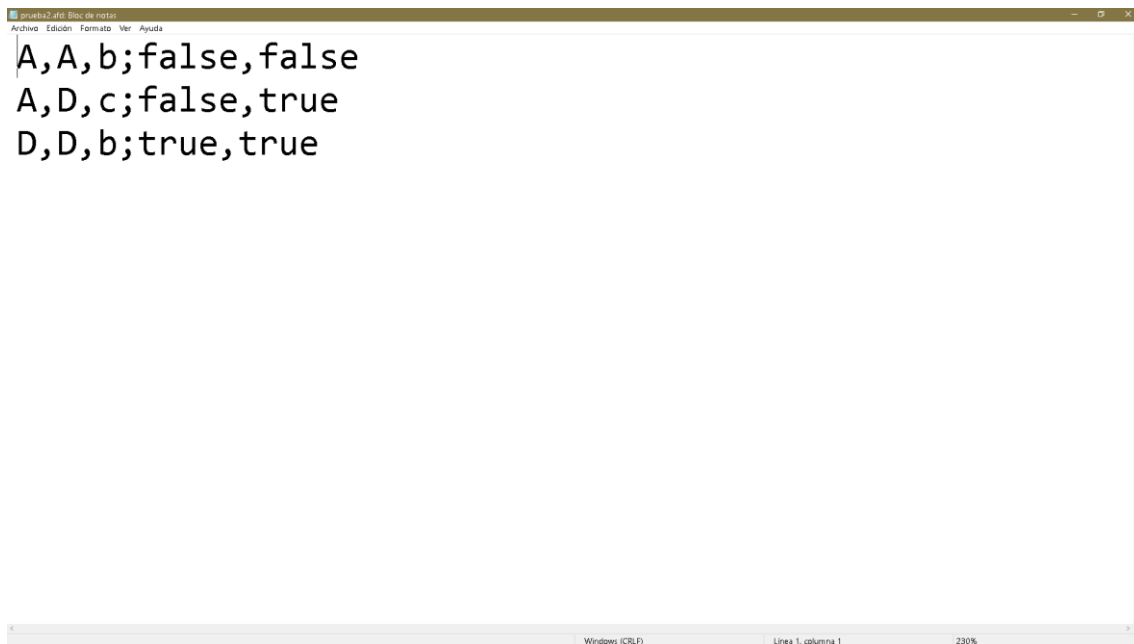 prueba2.afd: Bloc de notas
Archivo Edición Formato Ver Ayuda
A,A,b;false,false
A,D,c;false,true
D,D,b;true,true
Windows (CRLF) Línea 1, columna 1 230%